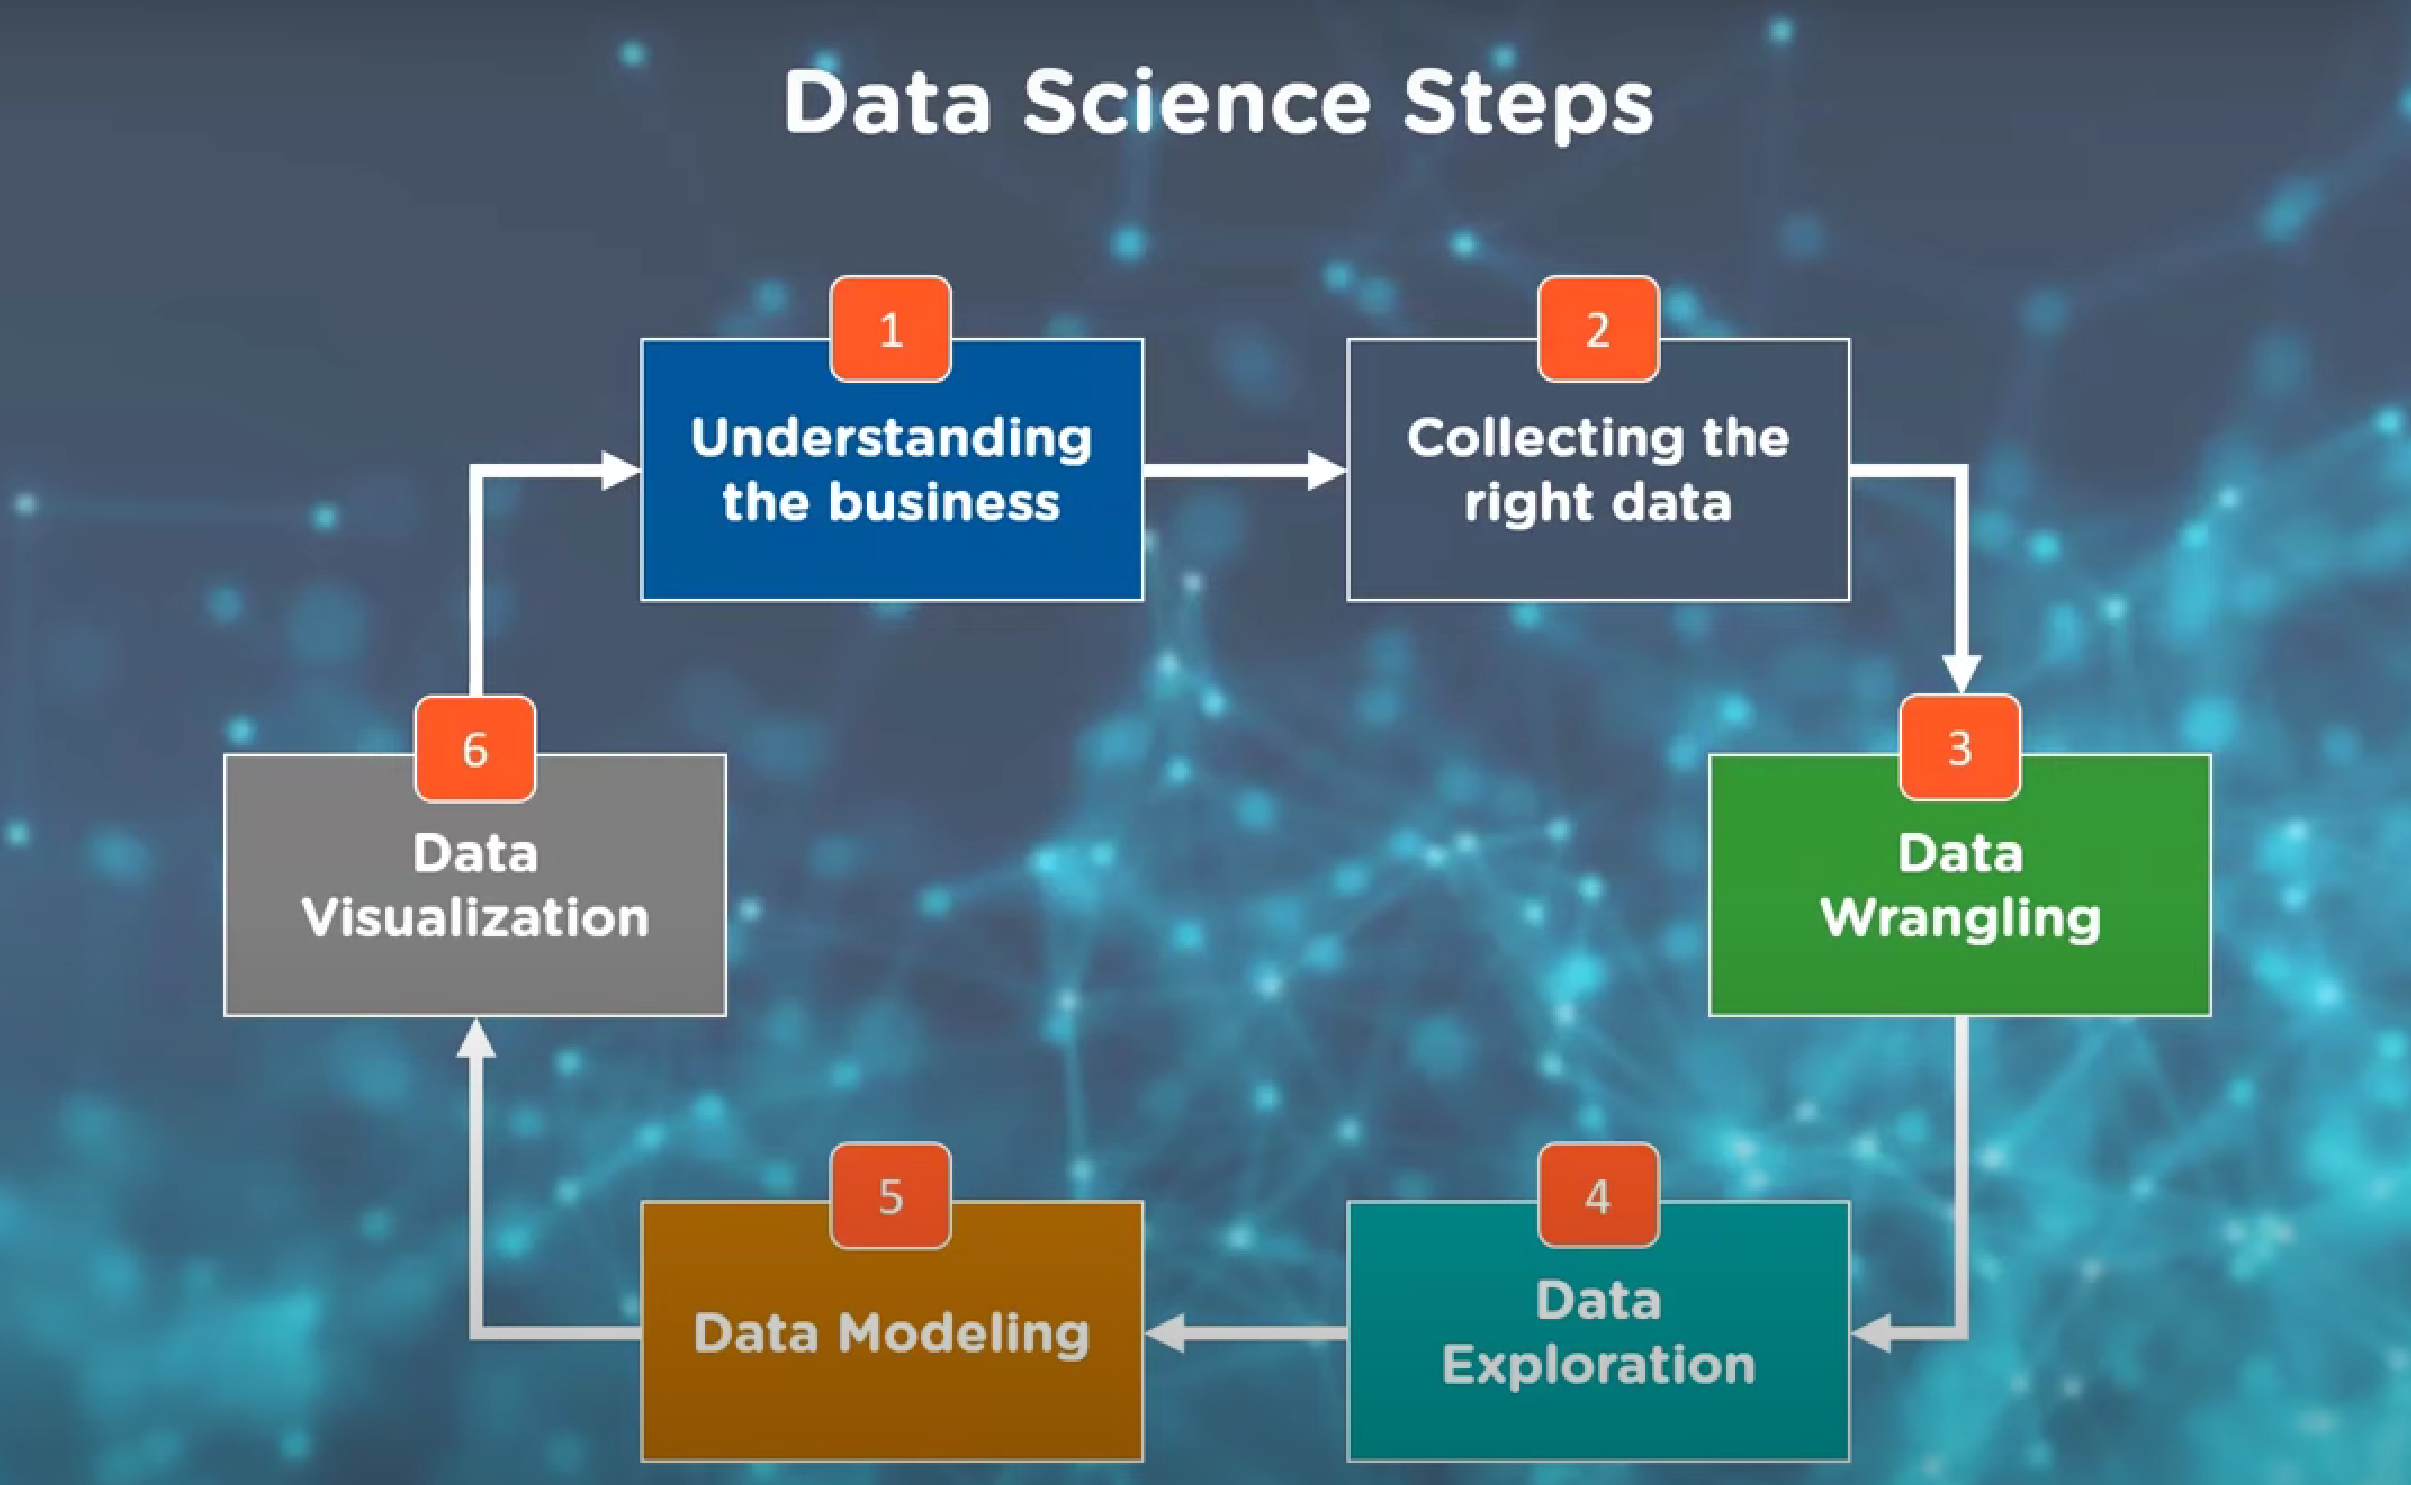 Data Science Steps
1
Understanding
the business
2
Collecting the
right data
3
Data
Wrangling
4
Data
Exploration
5
Data Modeling
6
Data
Visualization